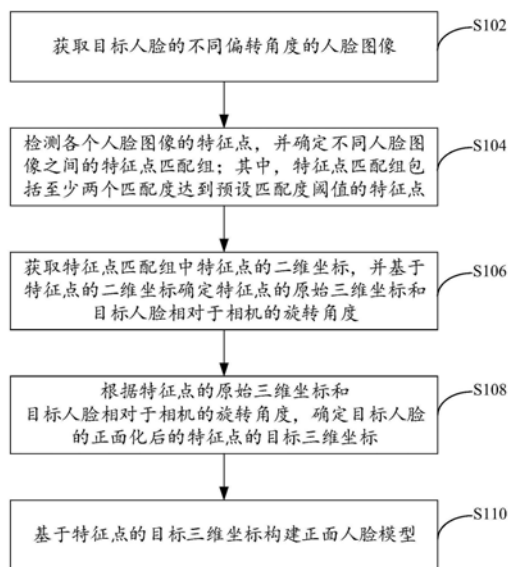 获取目标人脸的不同偏转角度的人脸图像
S102
检测各个人脸图像的特征点，并确定不同人脸图
像之间的特征点匹配组；其中，特征点匹配组包
括至少两个匹配度达到预设匹配度阈值的特征点
S104
获取特征点匹配组中特征点的二维坐标，并基于
特征点的二维坐标确定特征点的原始三维坐标和
目标人脸相对于相机的旋转角度
S106
根据特征点的原始三维坐标和
目标人脸相对于相机的旋转角度，确定目标人脸
的正面化后的特征点的目标三维坐标
S108
基于特征点的目标三维坐标构建正面人脸模型
S110